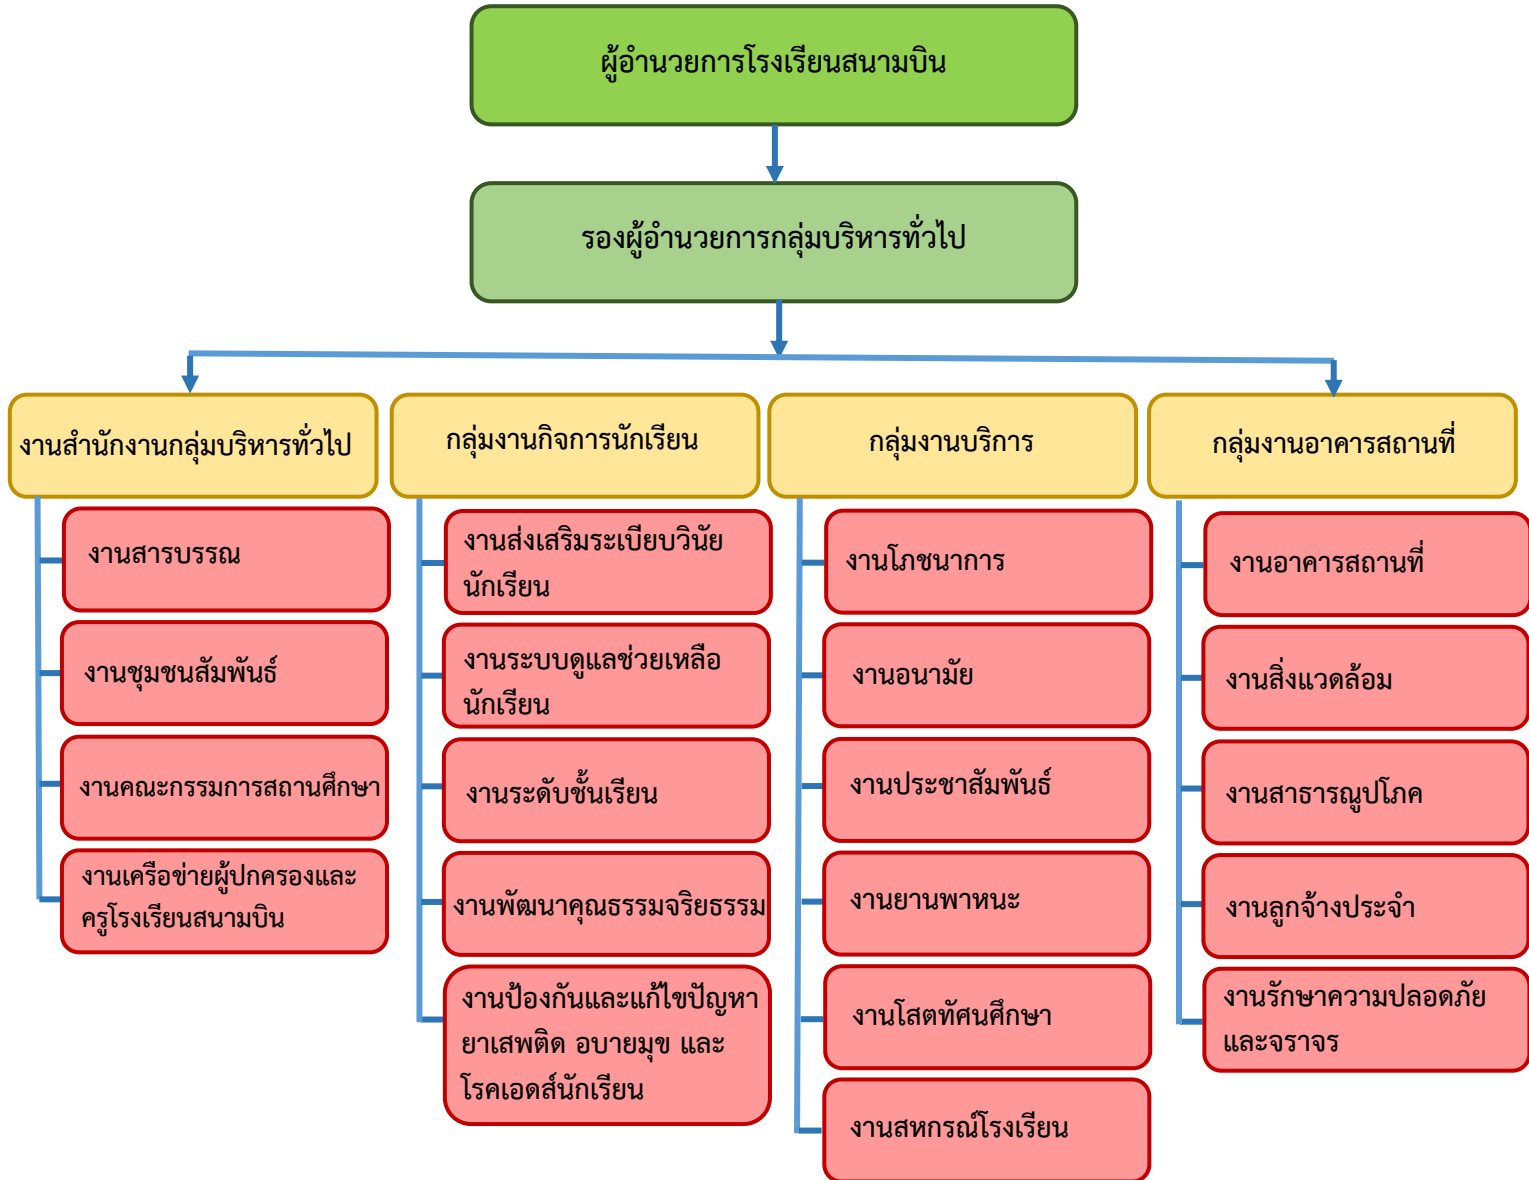 ผู้อำนวยการโรงเรียนสนามบิน
รองผู้อำนวยการกลุ่มบริหารทั่วไป
งานสำนักงานกลุ่มบริหารทั่วไป
งานสารบรรณ
งานชุมชนสัมพันธ์
งานคณะกรรมการสถานศึกษา
งานเครือข่ายผู้ปกครองและ
ครูโรงเรียนสนามบิน
กลุ่มงานกิจการนักเรียน
งานส่งเสริมระเบียบวินัย
นักเรียน
งานระบบดูแลช่วยเหลือ
นักเรียน
งานระดับชั้นเรียน
งานพัฒนาคุณธรรมจริยธรรม
งานป้องกันและแก้ไขปัญหา
ยาเสพติด อบายมุข และ
โรคเอดส์นักเรียน
กลุ่มงานบริการ
งานโภชนาการ
งานอนามัย
งานประชาสัมพันธ์
งานยานพาหนะ
งานโสตทัศนศึกษา
งานสหกรณ์โรงเรียน
กลุ่มงานอาคารสถานที่
งานอาคารสถานที่
งานสิ่งแวดล้อม
งานสาธารณูปโภค
งานลูกจ้างประจำ
งานรักษาความปลอดภัย
และจราจร